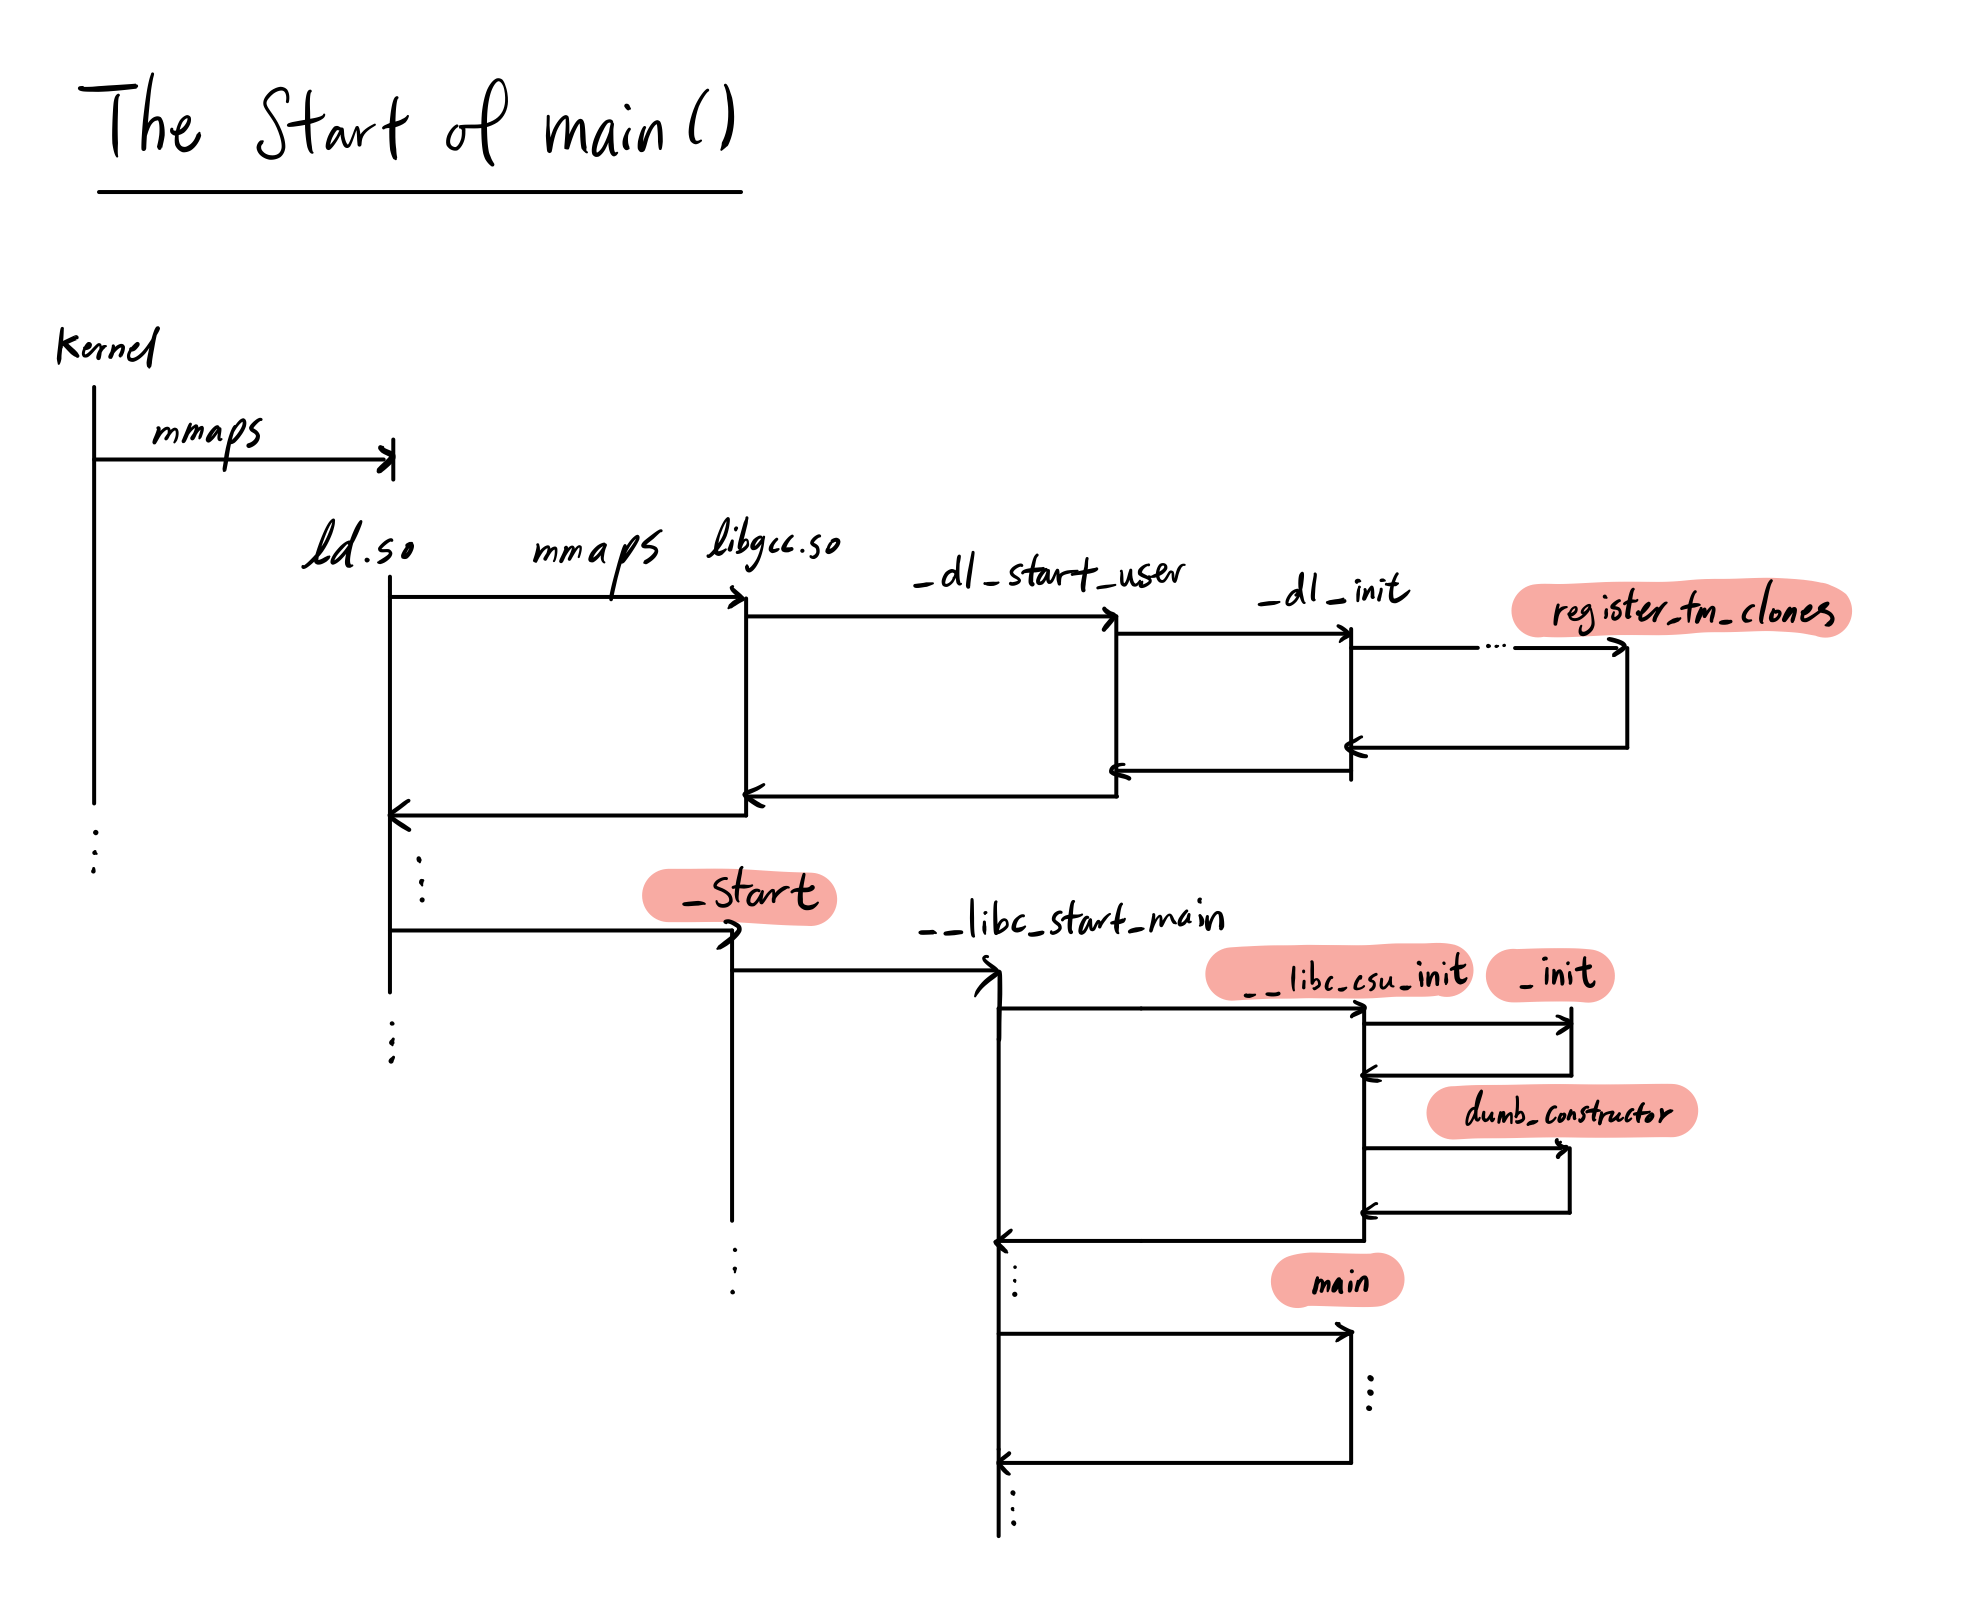 The Start of main()
Kernel
mmaps
ld.so
mmaps
libgcc.so
_dl_start_user
_dl_init
...
register_tm_clones
_start
__libc_start_main
__libc_csu_init
_init
dumb_constructor
main